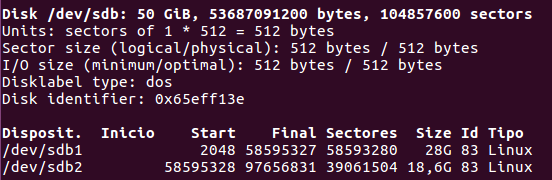 Disk /dev/sdb: 50 GiB, 53687091200 bytes, 104857600 sectors
Units: sectors of 1 * 512 = 512 bytes
Sector size (logical/physical): 512 bytes / 512 bytes
I/O size (minimum/optimal): 512 bytes / 512 bytes
Disklabel type: dos
Disk identifier: 0x65eff13e
Disposit. Inicio Start Final Sectores Size Id Tipo
/dev/sdb1 2048 58595327 58593280 28G 83 Linux
/dev/sdb2 58595328 97656831 39061504 18,6G 83 Linux